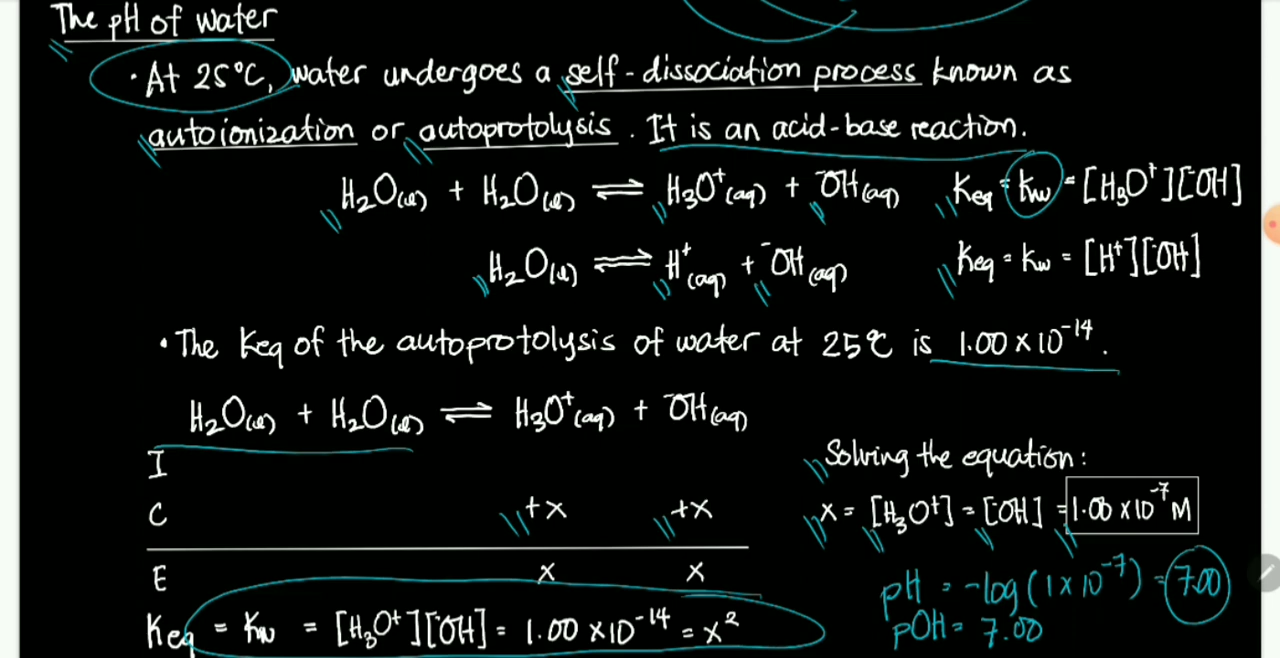 The pH of water
• At 25°C, water undergoes a self-dissociation process known as
autoionization or autoprotolysis. It is an acid-base reaction.
H₂O(l) + H₂O(l) ⇌ H₃O⁺(aq) + ⁻OH(aq) Keq = Kw = [H₃O⁺][⁻OH]
H₂O(l) ⇌ H⁺(aq) + ⁻OH(aq) Keq = Kw = [H⁺][⁻OH]
• The Keq of the autoprotolysis of water at 25°C is 1.00 x 10⁻¹⁴.
H₂O(l) + H₂O(l) ⇌ H₃O⁺(aq) + ⁻OH(aq)
I
C +x +x
E x x
Keq = Kw = [H₃O⁺][⁻OH] = 1.00 x 10⁻¹⁴ = x²
Solving the equation:
x = [H₃O⁺] = [⁻OH] = 1.00 x 10⁻⁷ M
pH = -log(1 x 10⁻⁷) = 7.00
pOH = 7.00